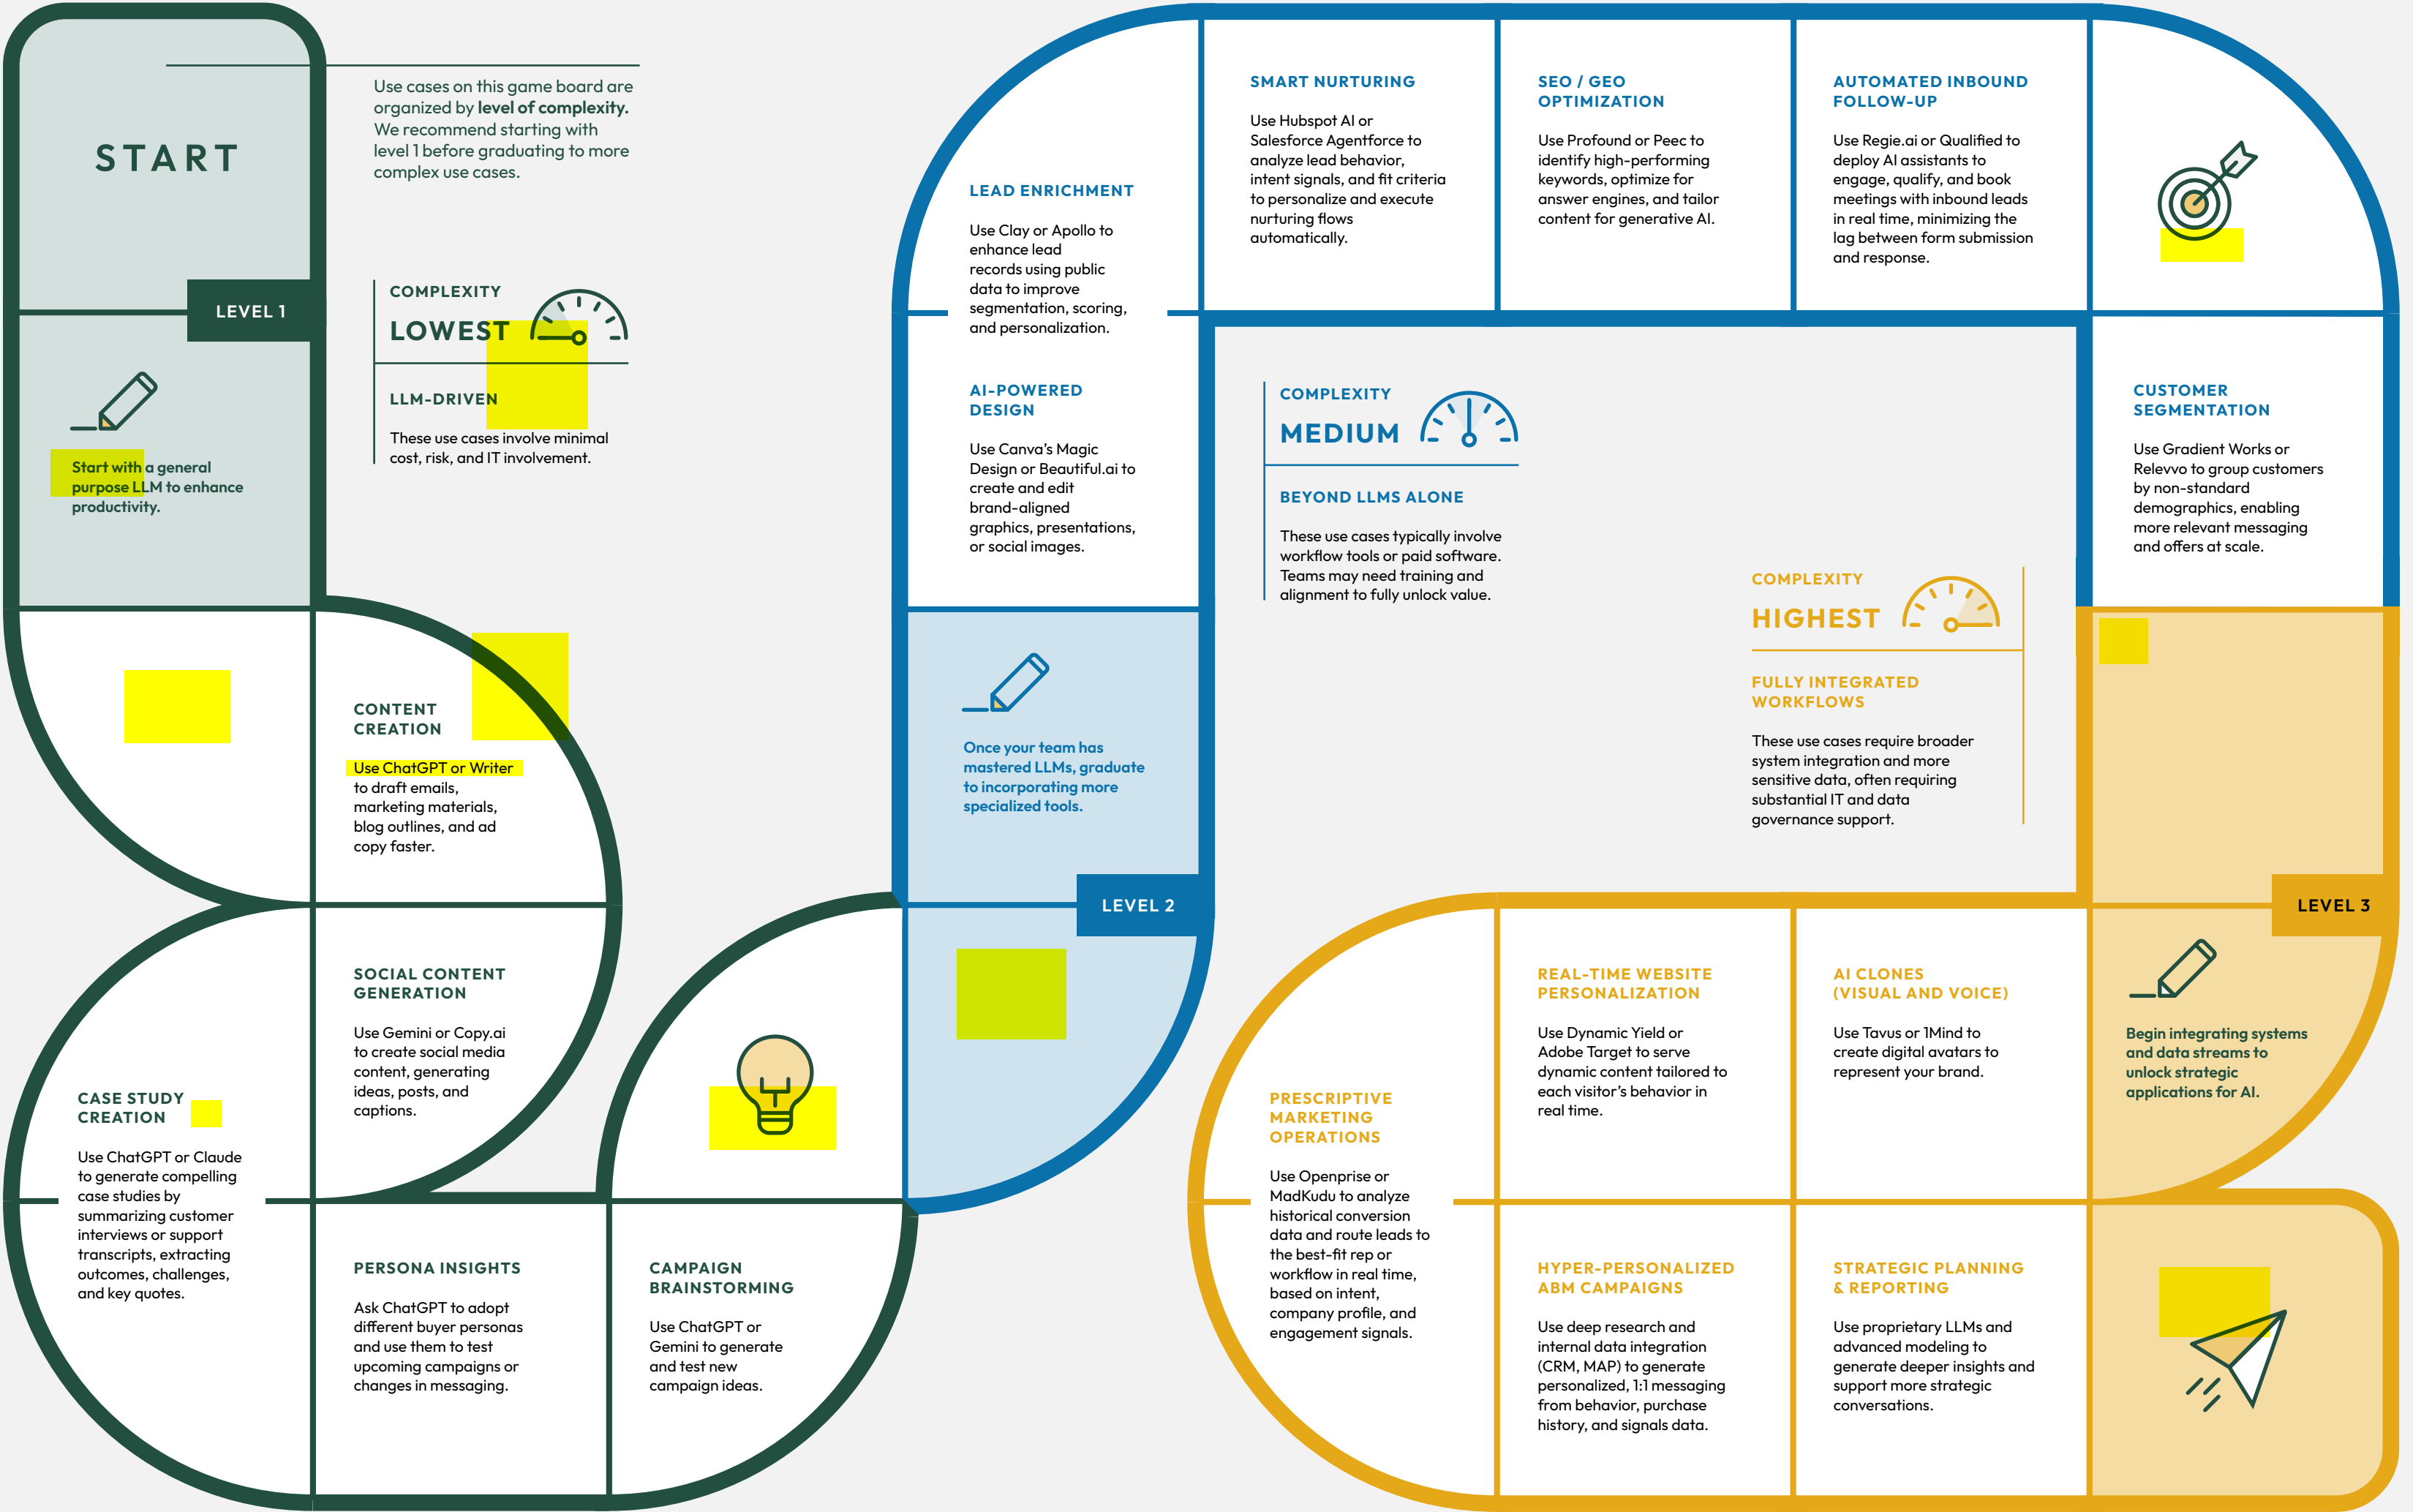 START
Use cases on this game board are
organized by level of complexity.
We recommend starting with
level 1 before graduating to more
complex use cases.
LEVEL 1
COMPLEXITY
LOWEST
LLM-DRIVEN
These use cases involve minimal
cost, risk, and IT involvement.
Start with a general
purpose LLM to enhance
productivity.
CONTENT
CREATION
Use ChatGPT or Writer
to draft emails,
marketing materials,
blog outlines, and ad
copy faster.
SOCIAL CONTENT
GENERATION
Use Gemini or Copy.ai
to create social media
content, generating
ideas, posts, and
captions.
CASE STUDY
CREATION
Use ChatGPT or Claude
to generate compelling
case studies by
summarizing customer
interviews or support
transcripts, extracting
outcomes, challenges,
and key quotes.
PERSONA INSIGHTS
Ask ChatGPT to adopt
different buyer personas
and use them to test
upcoming campaigns or
changes in messaging.
CAMPAIGN
BRAINSTORMING
Use ChatGPT or
Gemini to generate
and test new
campaign ideas.
LEVEL 2
Once your team has
mastered LLMs, graduate
to incorporating more
specialized tools.
COMPLEXITY
MEDIUM
BEYOND LLMS ALONE
These use cases typically involve
workflow tools or paid software.
Teams may need training and
alignment to fully unlock value.
AI-POWERED
DESIGN
Use Canva's Magic
Design or Beautiful.ai to
create and edit
brand-aligned
graphics, presentations,
or social images.
LEAD ENRICHMENT
Use Clay or Apollo to
enhance lead
records using public
data to improve
segmentation, scoring,
and personalization.
SMART NURTURING
Use Hubspot AI or
Salesforce Agentforce to
analyze lead behavior,
intent signals, and fit criteria
to personalize and execute
nurturing flows
automatically.
SEO / GEO
OPTIMIZATION
Use Profound or Peec to
identify high-performing
keywords, optimize for
answer engines, and tailor
content for generative AI.
AUTOMATED INBOUND
FOLLOW-UP
Use Regie.ai or Qualified to
deploy AI assistants to
engage, qualify, and book
meetings with inbound leads
in real time, minimizing the
lag between form submission
and response.
CUSTOMER
SEGMENTATION
Use Gradient Works or
Relevvo to group customers
by non-standard
demographics, enabling
more relevant messaging
and offers at scale.
COMPLEXITY
HIGHEST
FULLY INTEGRATED
WORKFLOWS
These use cases require broader
system integration and more
sensitive data, often requiring
substantial IT and data
governance support.
LEVEL 3
Begin integrating systems
and data streams to
unlock strategic
applications for AI.
AI CLONES
(VISUAL AND VOICE)
Use Tavus or 1Mind to
create digital avatars to
represent your brand.
REAL-TIME WEBSITE
PERSONALIZATION
Use Dynamic Yield or
Adobe Target to serve
dynamic content tailored to
each visitor's behavior in
real time.
PRESCRIPTIVE
MARKETING
OPERATIONS
Use Openprise or
MadKudu to analyze
historical conversion
data and route leads to
the best-fit rep or
workflow in real time,
based on intent,
company profile, and
engagement signals.
HYPER-PERSONALIZED
ABM CAMPAIGNS
Use deep research and
internal data integration
(CRM, MAP) to generate
personalized, 1:1 messaging
from behavior, purchase
history, and signals data.
STRATEGIC PLANNING
& REPORTING
Use proprietary LLMs and
advanced modeling to
generate deeper insights and
support more strategic
conversations.